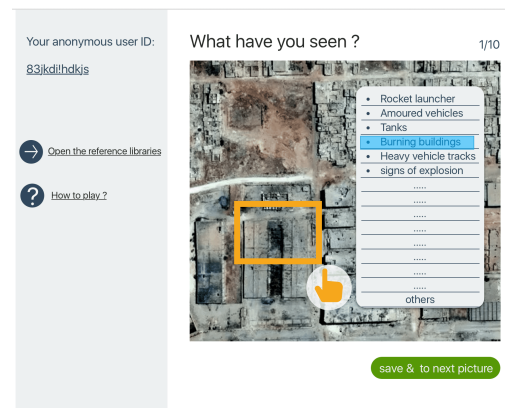 Your anonymous user ID:
83jkdi!hdkjs
Open the reference libraries
How to play ?
What have you seen ?
1/10
• Rocket launcher
• Amoured vehicles
• Tanks
• Burning buildings
• Heavy vehicle tracks
• signs of explosion
.....
.....
.....
.....
.....
.....
.....
.....
others
save & to next picture